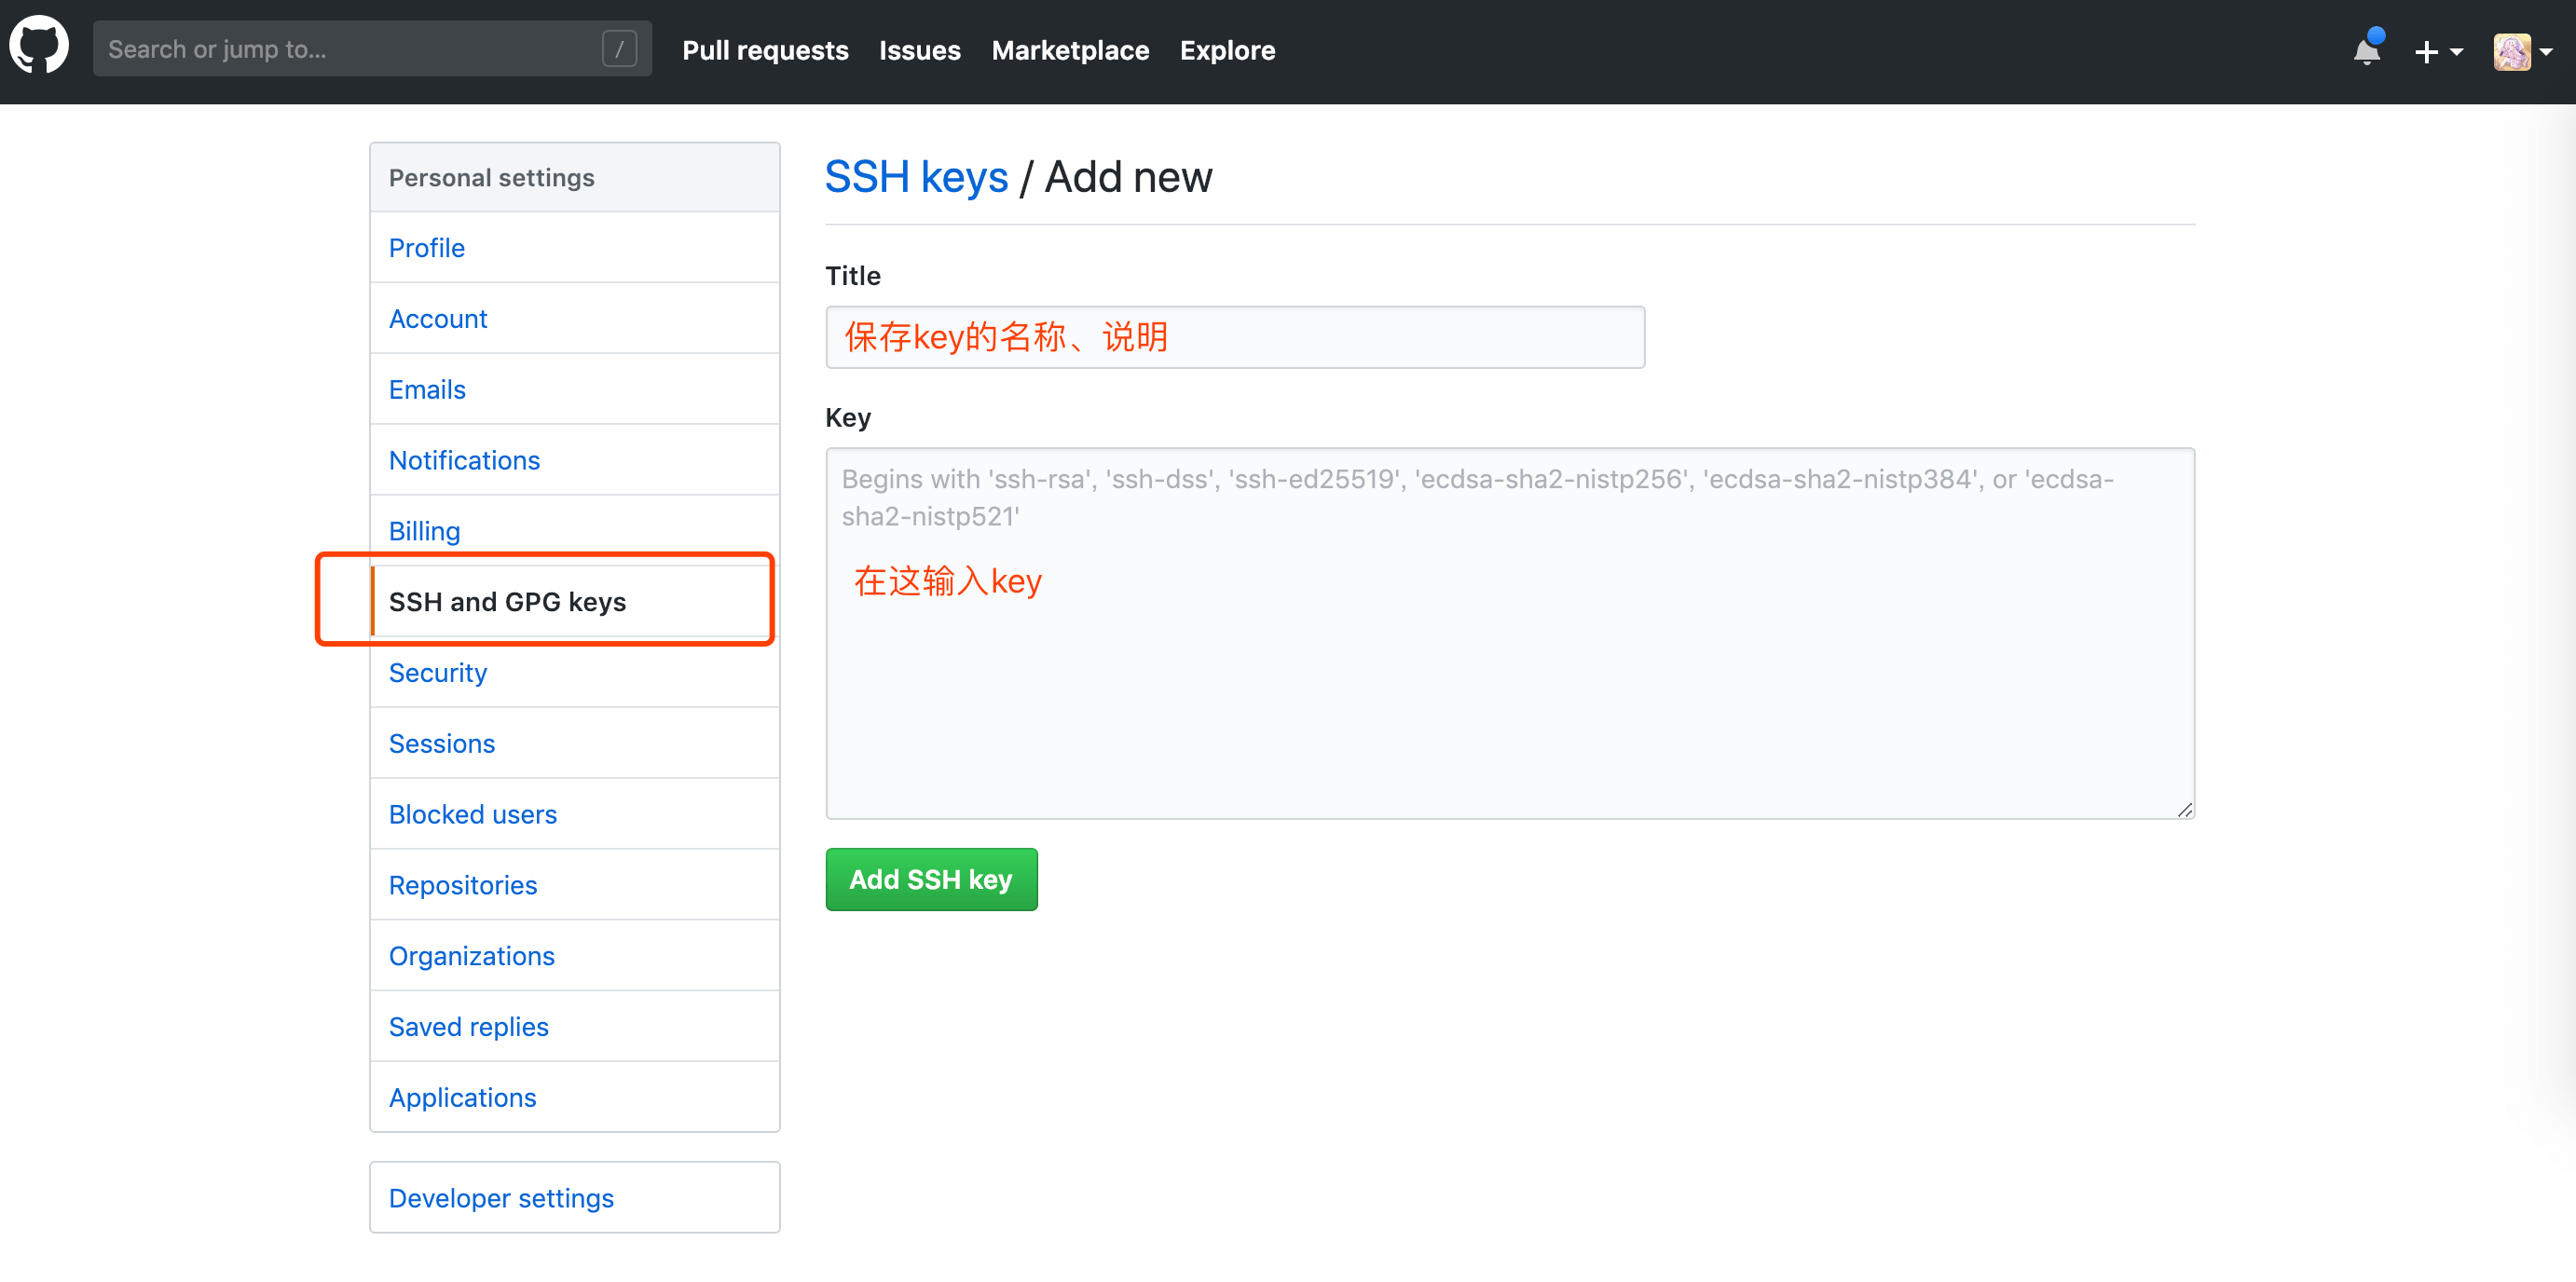 Search or jump to...
/
Pull requests
Issues
Marketplace
Explore
Personal settings
Profile
Account
Emails
Notifications
Billing
SSH and GPG keys
Security
Sessions
Blocked users
Repositories
Organizations
Saved replies
Applications
Developer settings
SSH keys / Add new
Title
保存key的名称、说明
Key
Begins with 'ssh-rsa', 'ssh-dss', 'ssh-ed25519', 'ecdsa-sha2-nistp256', 'ecdsa-sha2-nistp384', or 'ecdsa-
sha2-nistp521'
在这输入key
Add SSH key